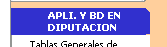 APLI. Y BD EN
DIPUTACION
Tablas Generales de